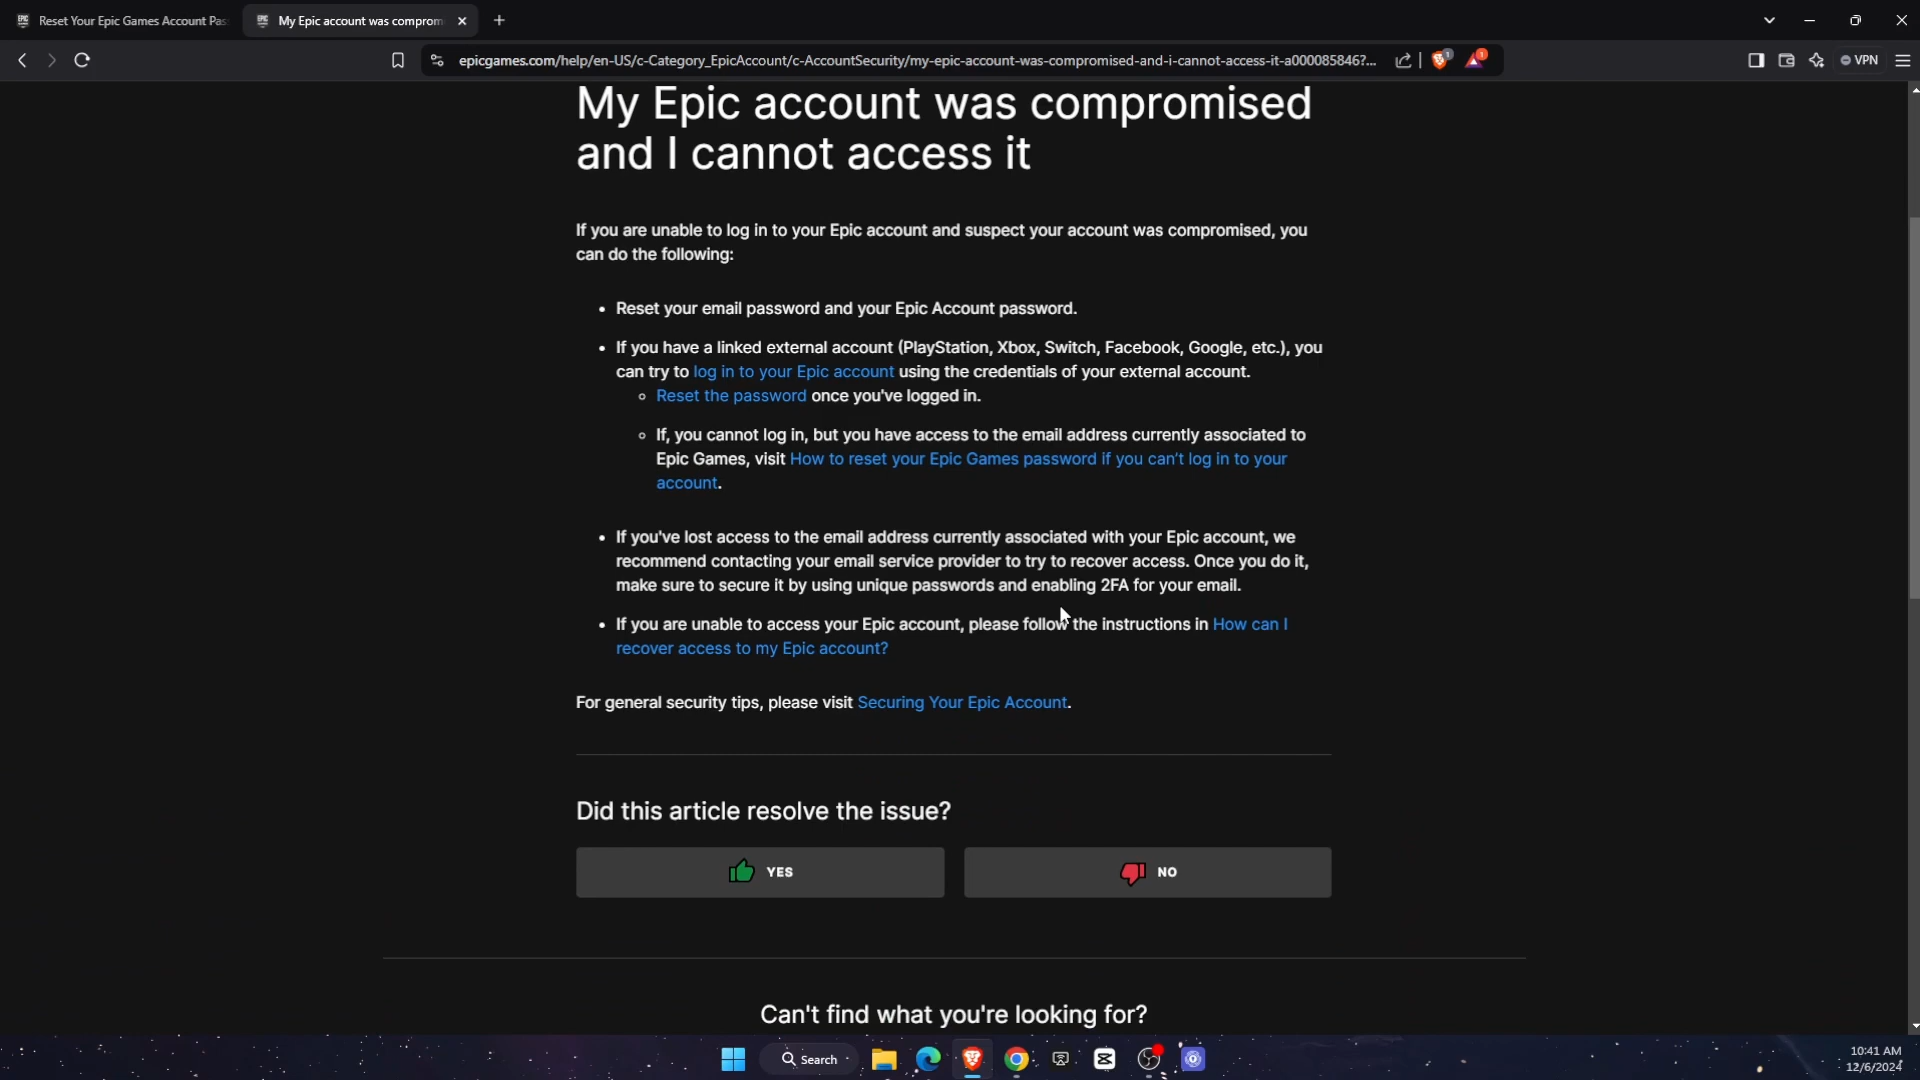 Reset Your Epic Games Account Pas
My Epic account was comprom
epicgames.com/help/en-US/c-Category_EpicAccount/c-AccountSecurity/my-epic-account-was-compromised-and-i-cannot-access-it-a000085846?...
1
1
VPN
My Epic account was compromised
and I cannot access it
If you are unable to log in to your Epic account and suspect your account was compromised, you
can do the following:
• Reset your email password and your Epic Account password.
• If you have a linked external account (PlayStation, Xbox, Switch, Facebook, Google, etc.), you
can try to log in to your Epic account using the credentials of your external account.
Reset the password once you've logged in.
If, you cannot log in, but you have access to the email address currently associated to
Epic Games, visit How to reset your Epic Games password if you can't log in to your
account.
• If you've lost access to the email address currently associated with your Epic account, we
recommend contacting your email service provider to try to recover access. Once you do it,
make sure to secure it by using unique passwords and enabling 2FA for your email.
• If you are unable to access your Epic account, please follow the instructions in How can I
recover access to my Epic account?
For general security tips, please visit Securing Your Epic Account.
Did this article resolve the issue?
YES
NO
Can't find what you're looking for?
Search
10:41 AM
12/6/2024